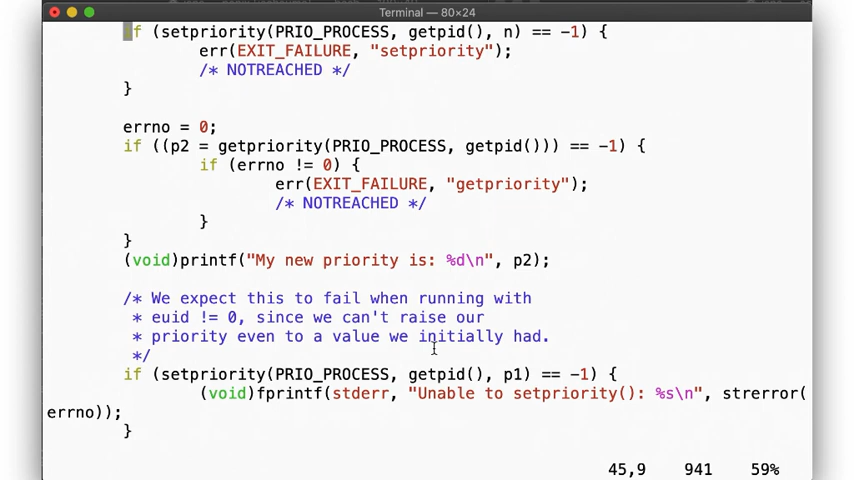 Terminal — 80×24
if (setpriority(PRIO_PROCESS, getpid(), n) == -1) {
err(EXIT_FAILURE, "setpriority");
/* NOTREACHED */
}
errno = 0;
if ((p2 = getpriority(PRIO_PROCESS, getpid())) == -1) {
if (errno != 0) {
err(EXIT_FAILURE, "getpriority");
/* NOTREACHED */
}
}
(void)printf("My new priority is: %d\n", p2);
/* We expect this to fail when running with
* euid != 0, since we can't raise our
* priority even to a value we initially had.
*/
if (setpriority(PRIO_PROCESS, getpid(), p1) == -1) {
(void)fprintf(stderr, "Unable to setpriority(): %s\n", strerror(
errno));
}
45,9 941 59%